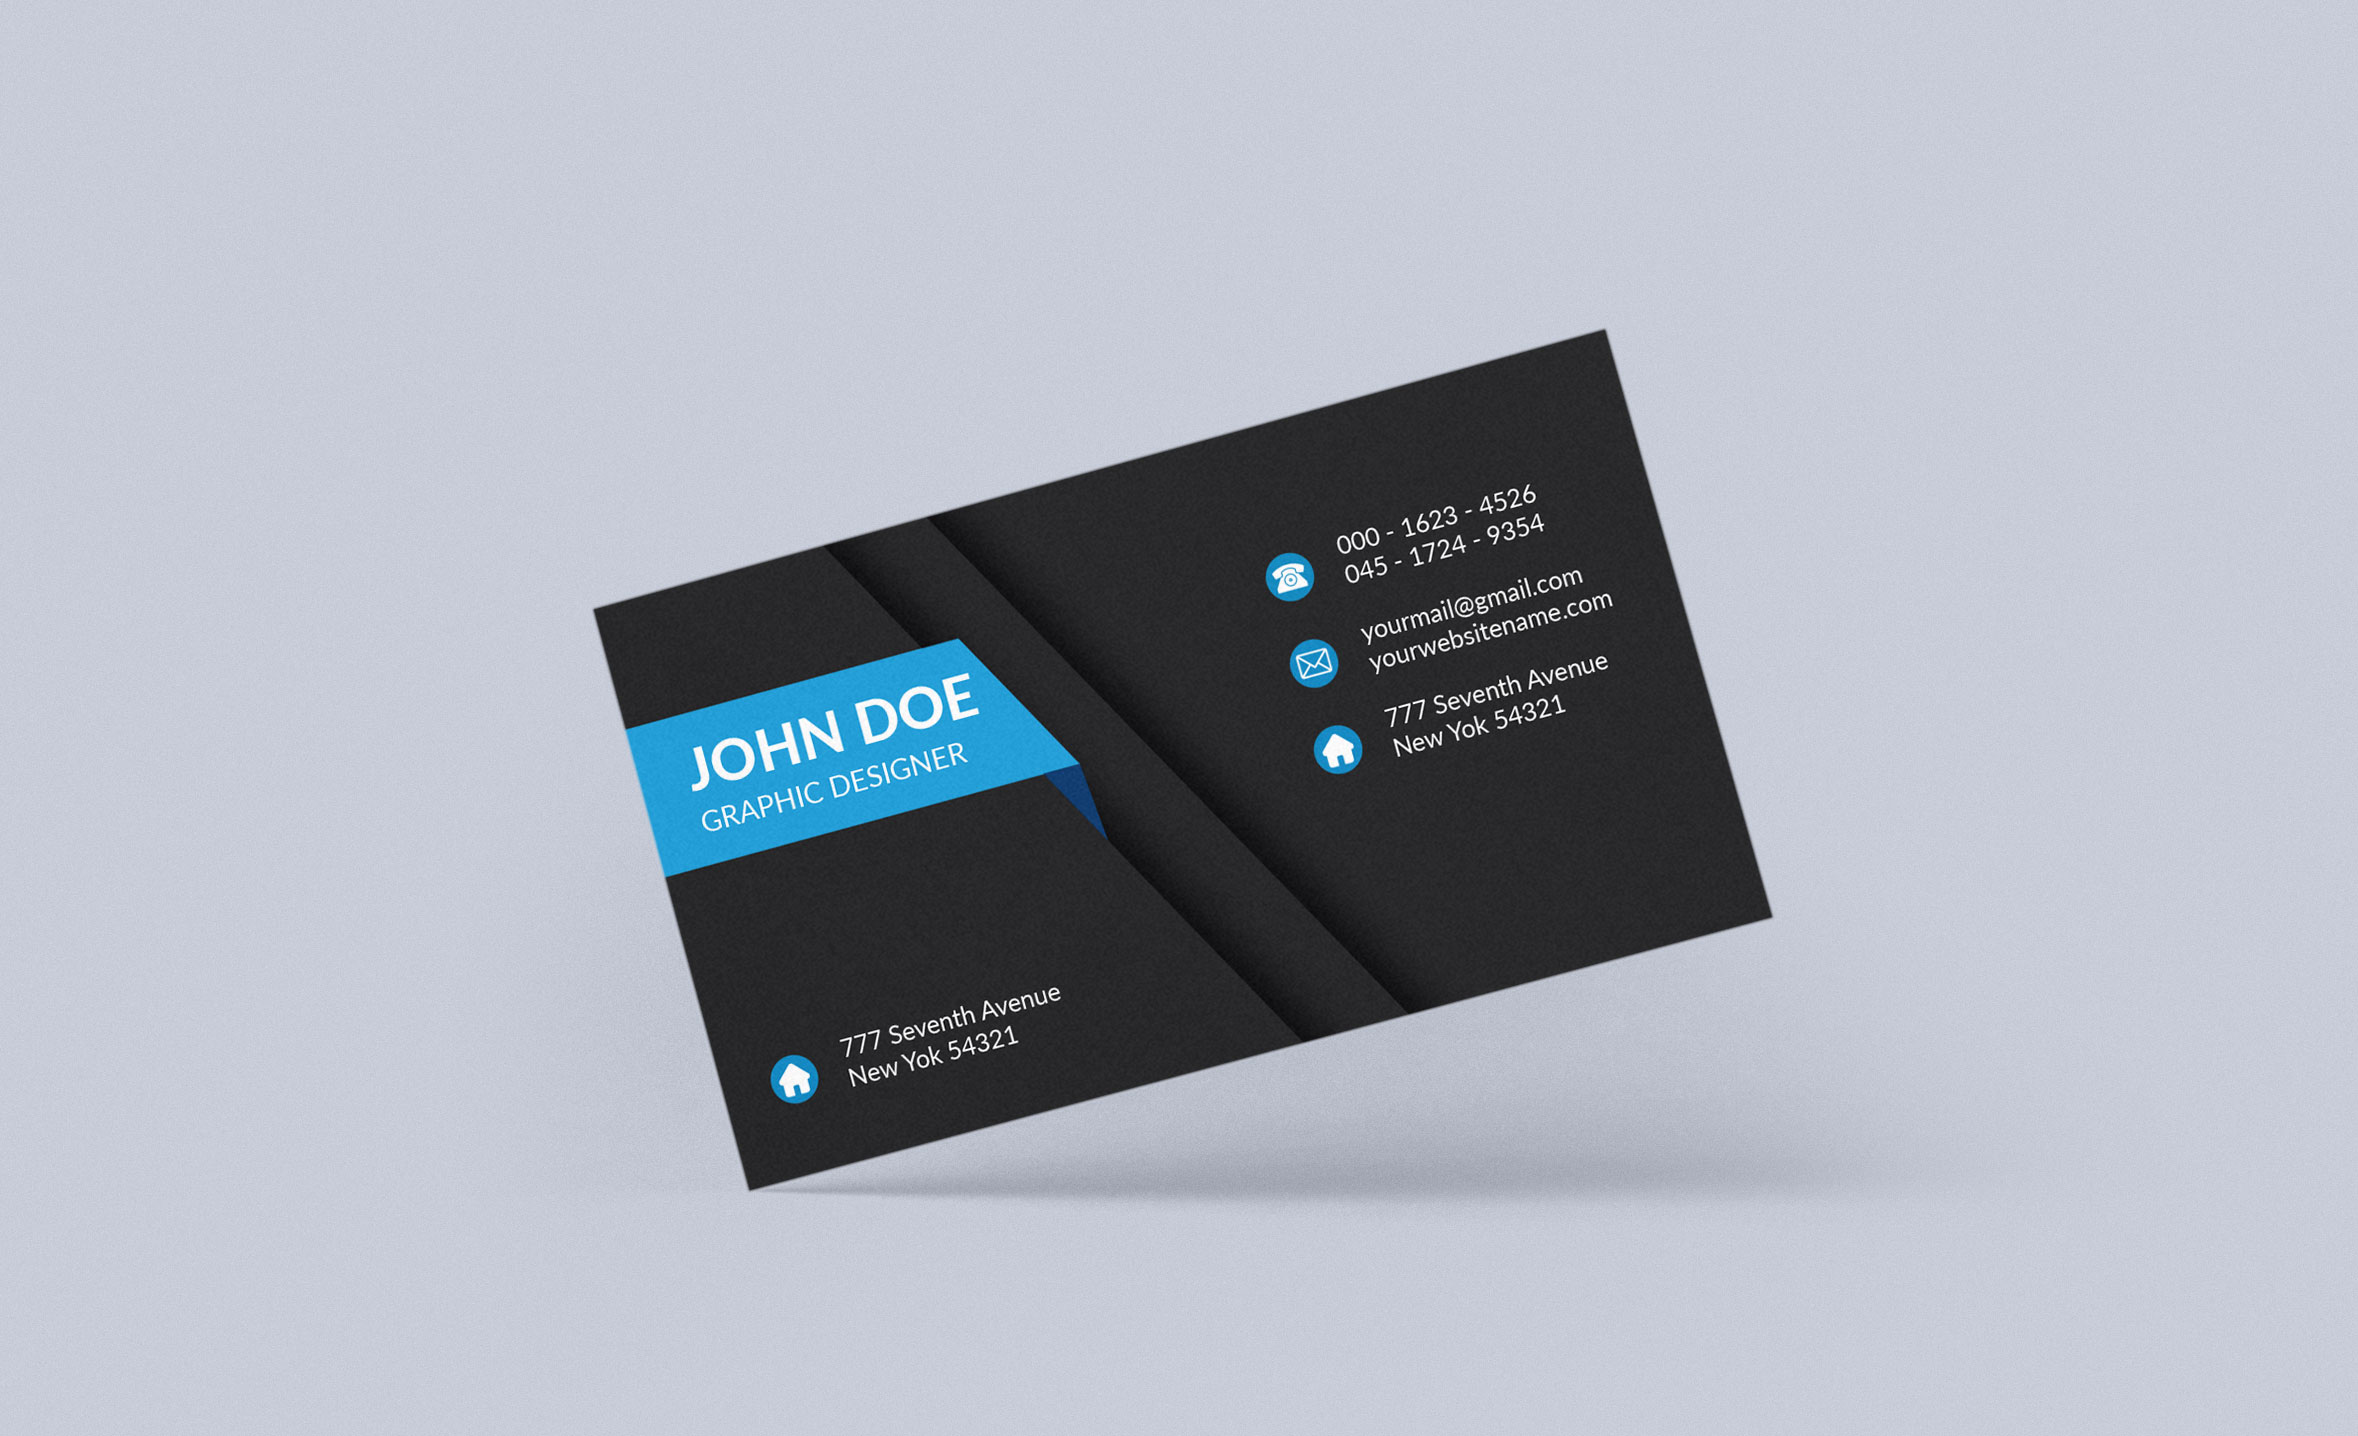 JOHN DOE
GRAPHIC DESIGNER
777 Seventh Avenue
New Yok 54321
000 - 1623 - 4526
045 - 1724 - 9354
yourmail@gmail.com
yourwebsitename.com
777 Seventh Avenue
New Yok 54321